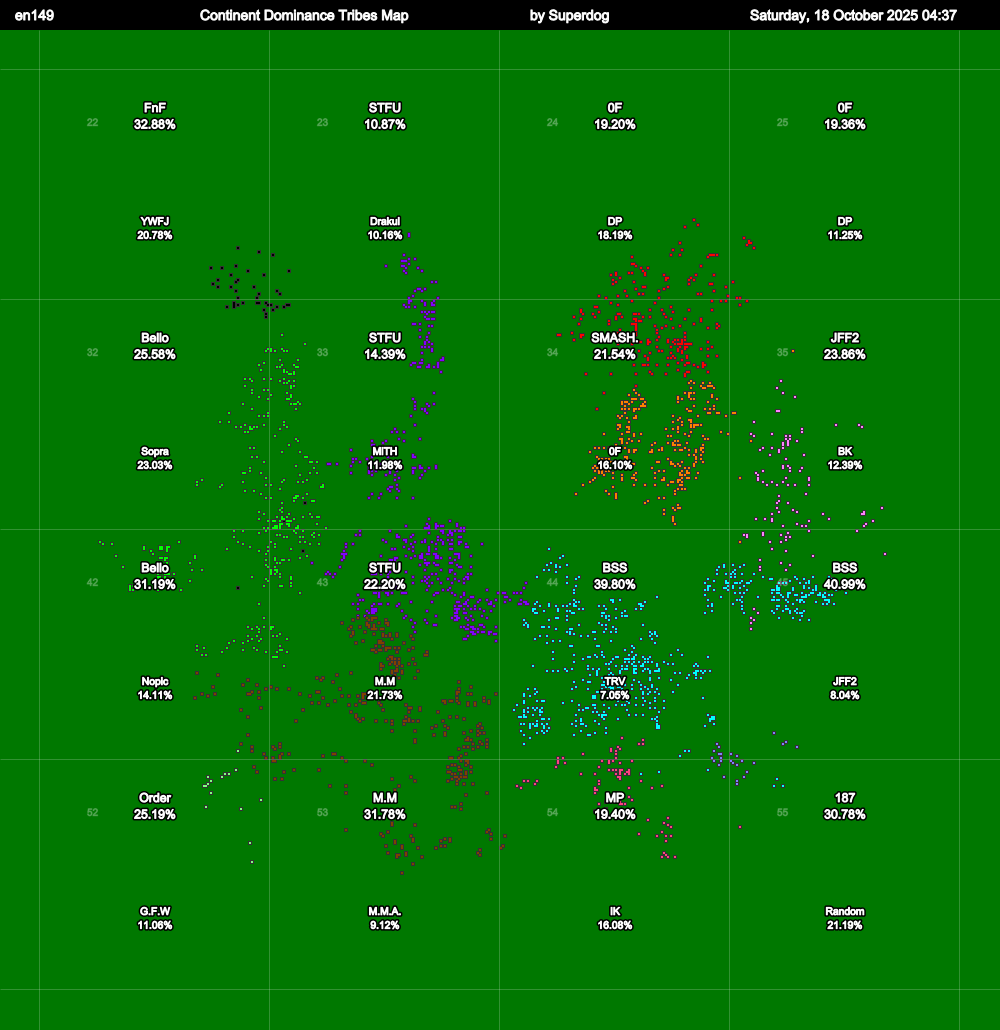 en149 Continent Dominance Tribes Map by Superdog Saturday, 18 October 2025 04:37
FnF STFU 0F 0F
22 32.88% 23 10.87% 24 19.20% 25 19.36%
YWFJ Drakul DP DP
20.78% 10.16% 18.19% 11.25%
Bello STFU SMASH. JFF2
32 25.58% 33 14.39% 34 21.54% 35 23.86%
Sopra MITH 0F BK
23.03% 11.98% 16.10% 12.39%
Bello STFU BSS BSS
42 31.19% 43 22.20% 44 39.80% 45 40.99%
Nopic M.M TRV JFF2
14.11% 21.73% 7.05% 8.04%
Order M.M MP 187
52 25.19% 53 31.78% 54 19.40% 55 30.78%
G.F.W M.M.A. IK Random
11.06% 9.12% 16.08% 21.19%